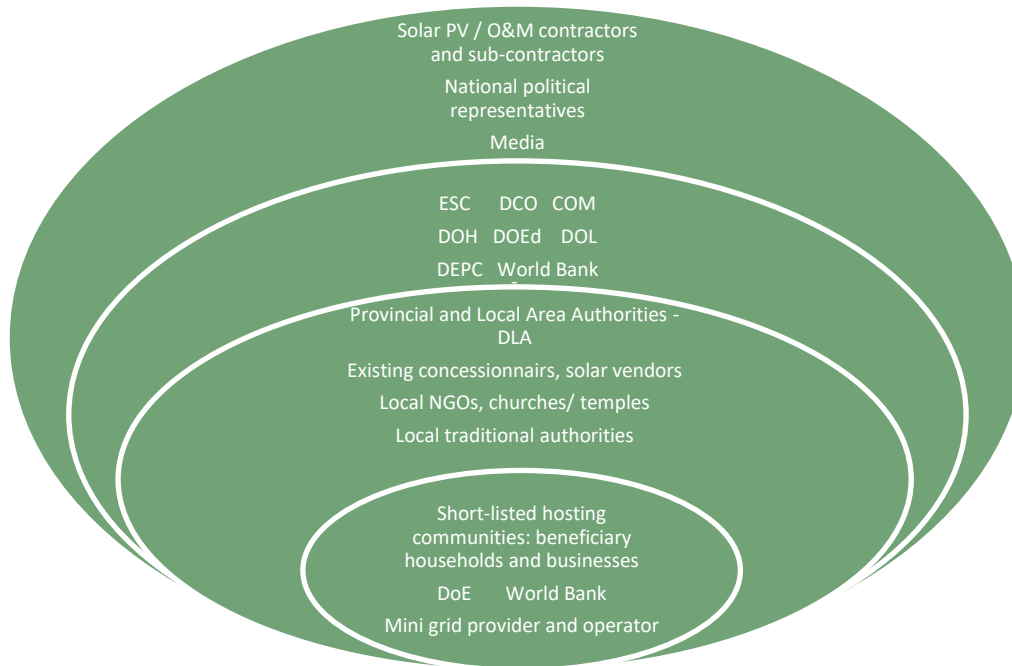 Solar PV / O&M contractors
and sub-contractors
National political
representatives
Media
ESC DCO COM
DOH DOEd DOL
DEPC World Bank
-
Provincial and Local Area Authorities -
DLA
Existing concessionnairs, solar vendors
Local NGOs, churches/ temples
Local traditional authorities
Short-listed hosting
communities: beneficiary
households and businesses
DoE World Bank
Mini grid provider and operator